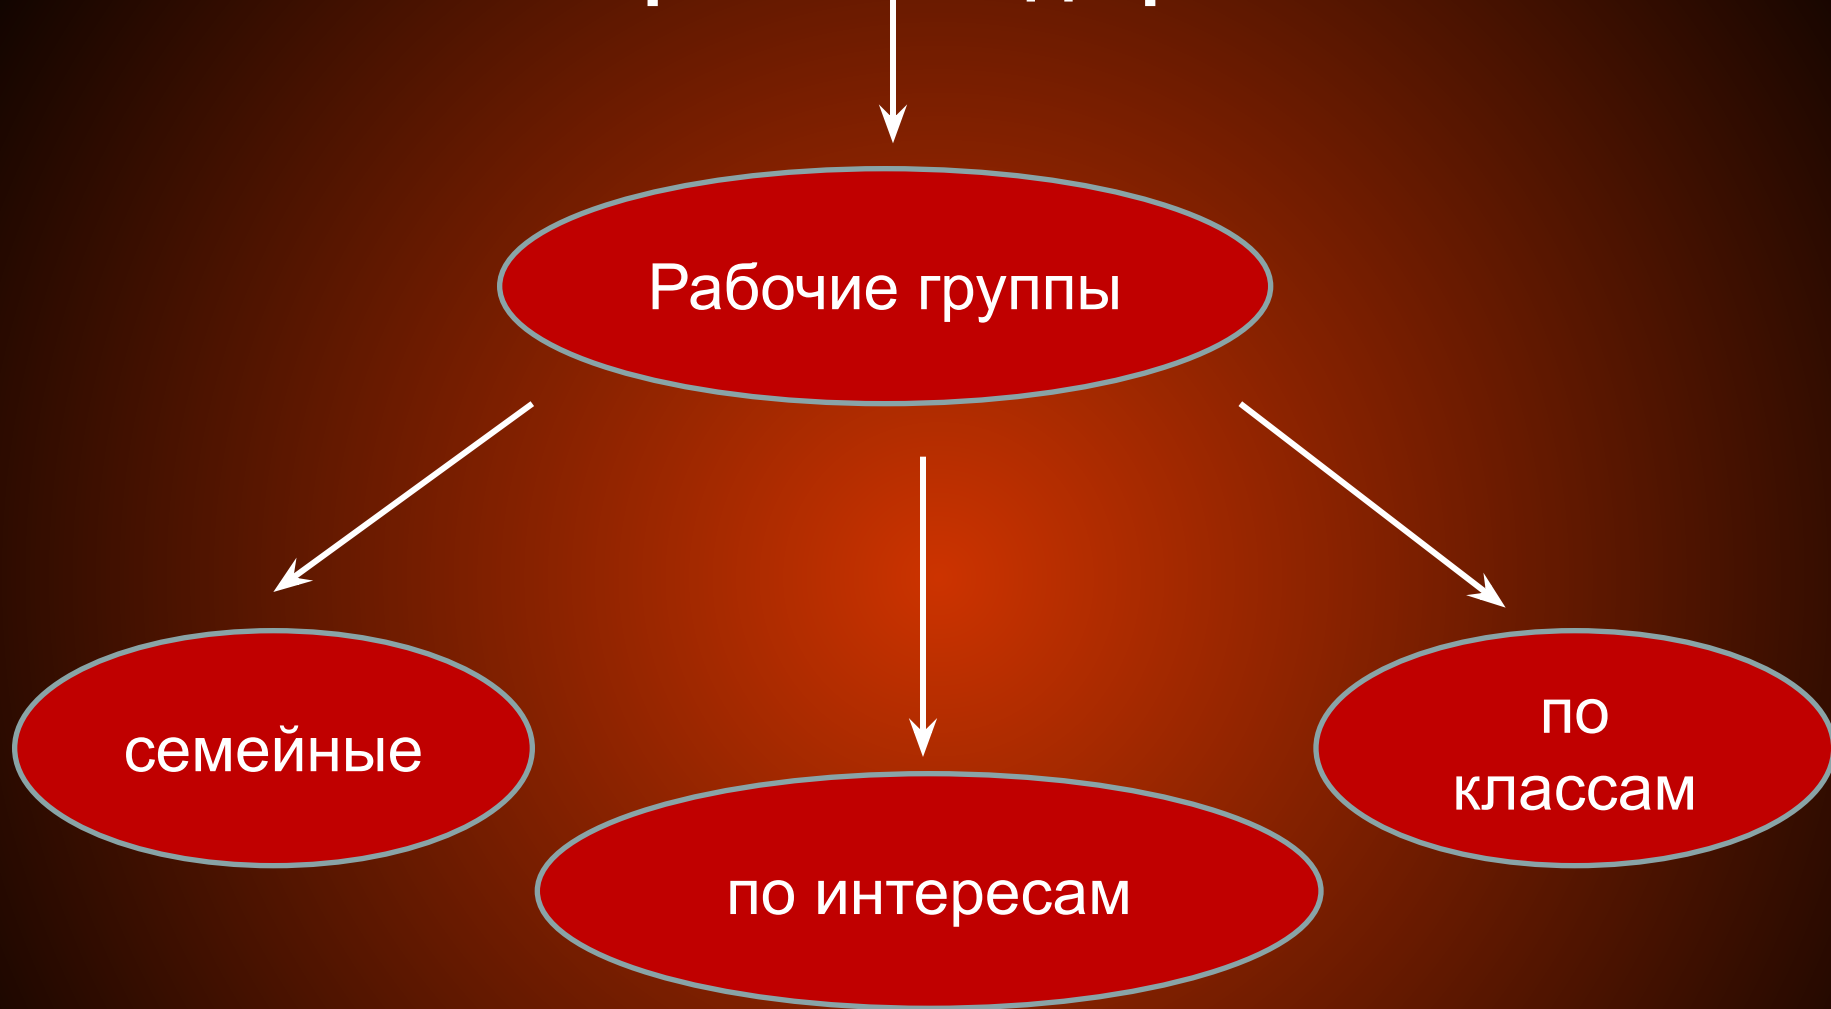 Рабочие группы
семейные
по
классам
по интересам